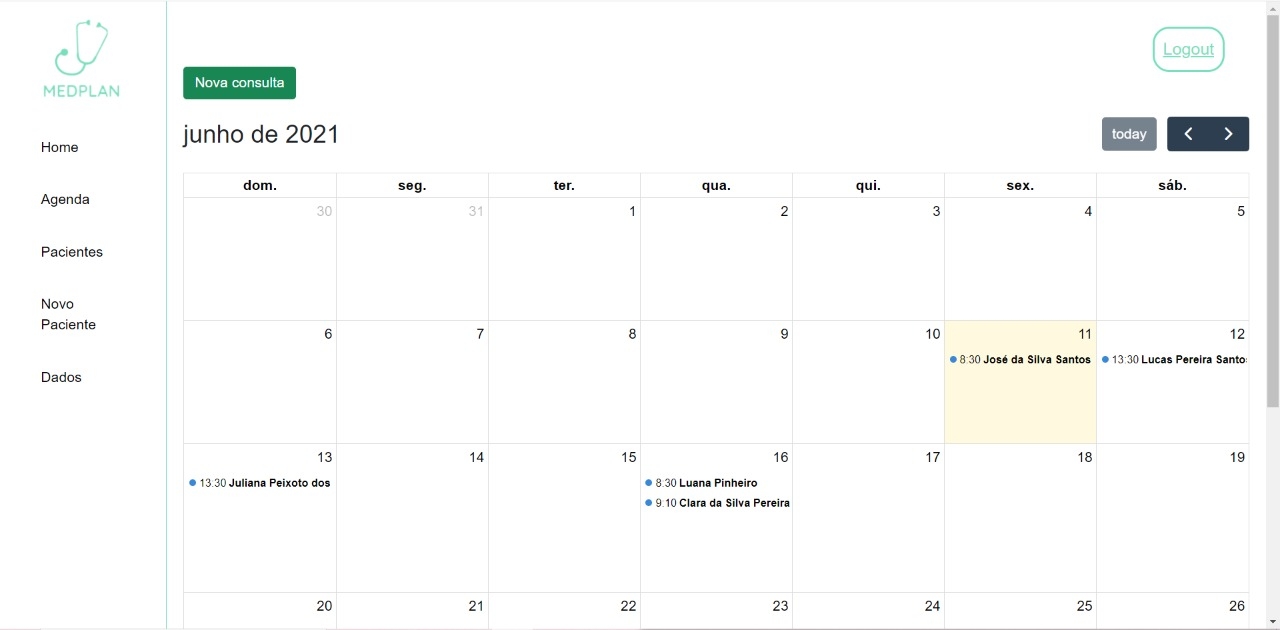 MEDPLAN
Home
Agenda
Pacientes
Novo
Paciente
Dados
Logout
Nova consulta
junho de 2021
today
dom. seg. ter. qua. qui. sex. sáb.
30 31 1 2 3 4 5
6 7 8 9 10 11 12
8:30 José da Silva Santos 13:30 Lucas Pereira Santo
13 14 15 16 17 18 19
13:30 Juliana Peixoto dos 8:30 Luana Pinheiro
9:10 Clara da Silva Pereira
20 21 22 23 24 25 26